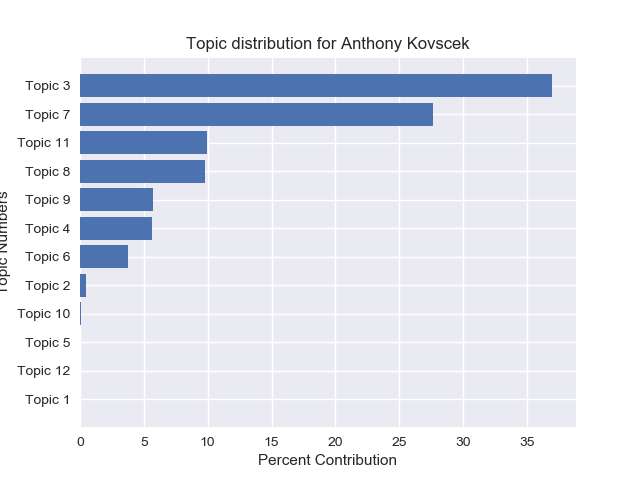 Topic distribution for Anthony Kovscek
Topic 3
Topic 7
Topic 11
Topic 8
Topic 9
Topic 4
Topic 6
Topic 2
Topic 10
Topic 5
Topic 12
Topic 1
Topic Numbers
0 5 10 15 20 25 30 35
Percent Contribution